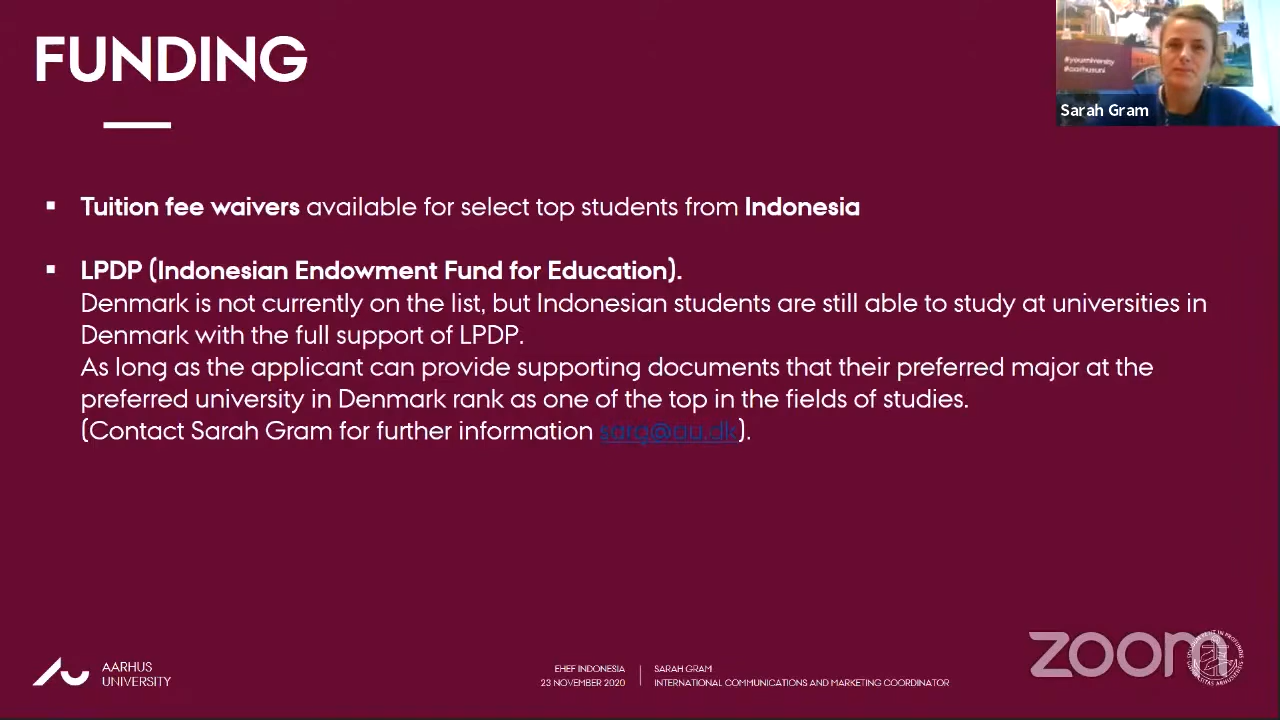 FUNDING
#youruniversity
#aarhusuni
Sarah Gram
▪ Tuition fee waivers available for select top students from Indonesia
▪ LPDP (Indonesian Endowment Fund for Education).
Denmark is not currently on the list, but Indonesian students are still able to study at universities in
Denmark with the full support of LPDP.
As long as the applicant can provide supporting documents that their preferred major at the
preferred university in Denmark rank as one of the top in the fields of studies.
(Contact Sarah Gram for further information sarg@au.dk).
AARHUS
UNIVERSITY
EHEF INDONESIA
23 NOVEMBER 2020
SARAH GRAM
INTERNATIONAL COMMUNICATIONS AND MARKETING COORDINATOR
zoom